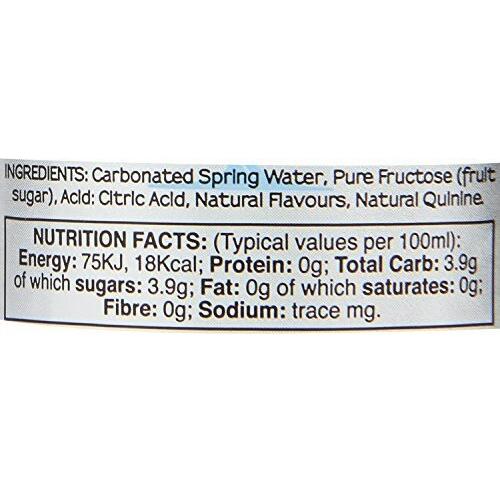 INGREDIENTS: Carbonated Spring Water, Pure Fructose (fruit
sugar), Acid: Citric Acid, Natural Flavours, Natural Quinine.
NUTRITION FACTS: (Typical values per 100ml):
Energy: 75KJ, 18Kcal; Protein: 0g; Total Carb: 3.9g
of which sugars: 3.9g; Fat: 0g of which saturates: 0g;
Fibre: 0g; Sodium: trace mg.